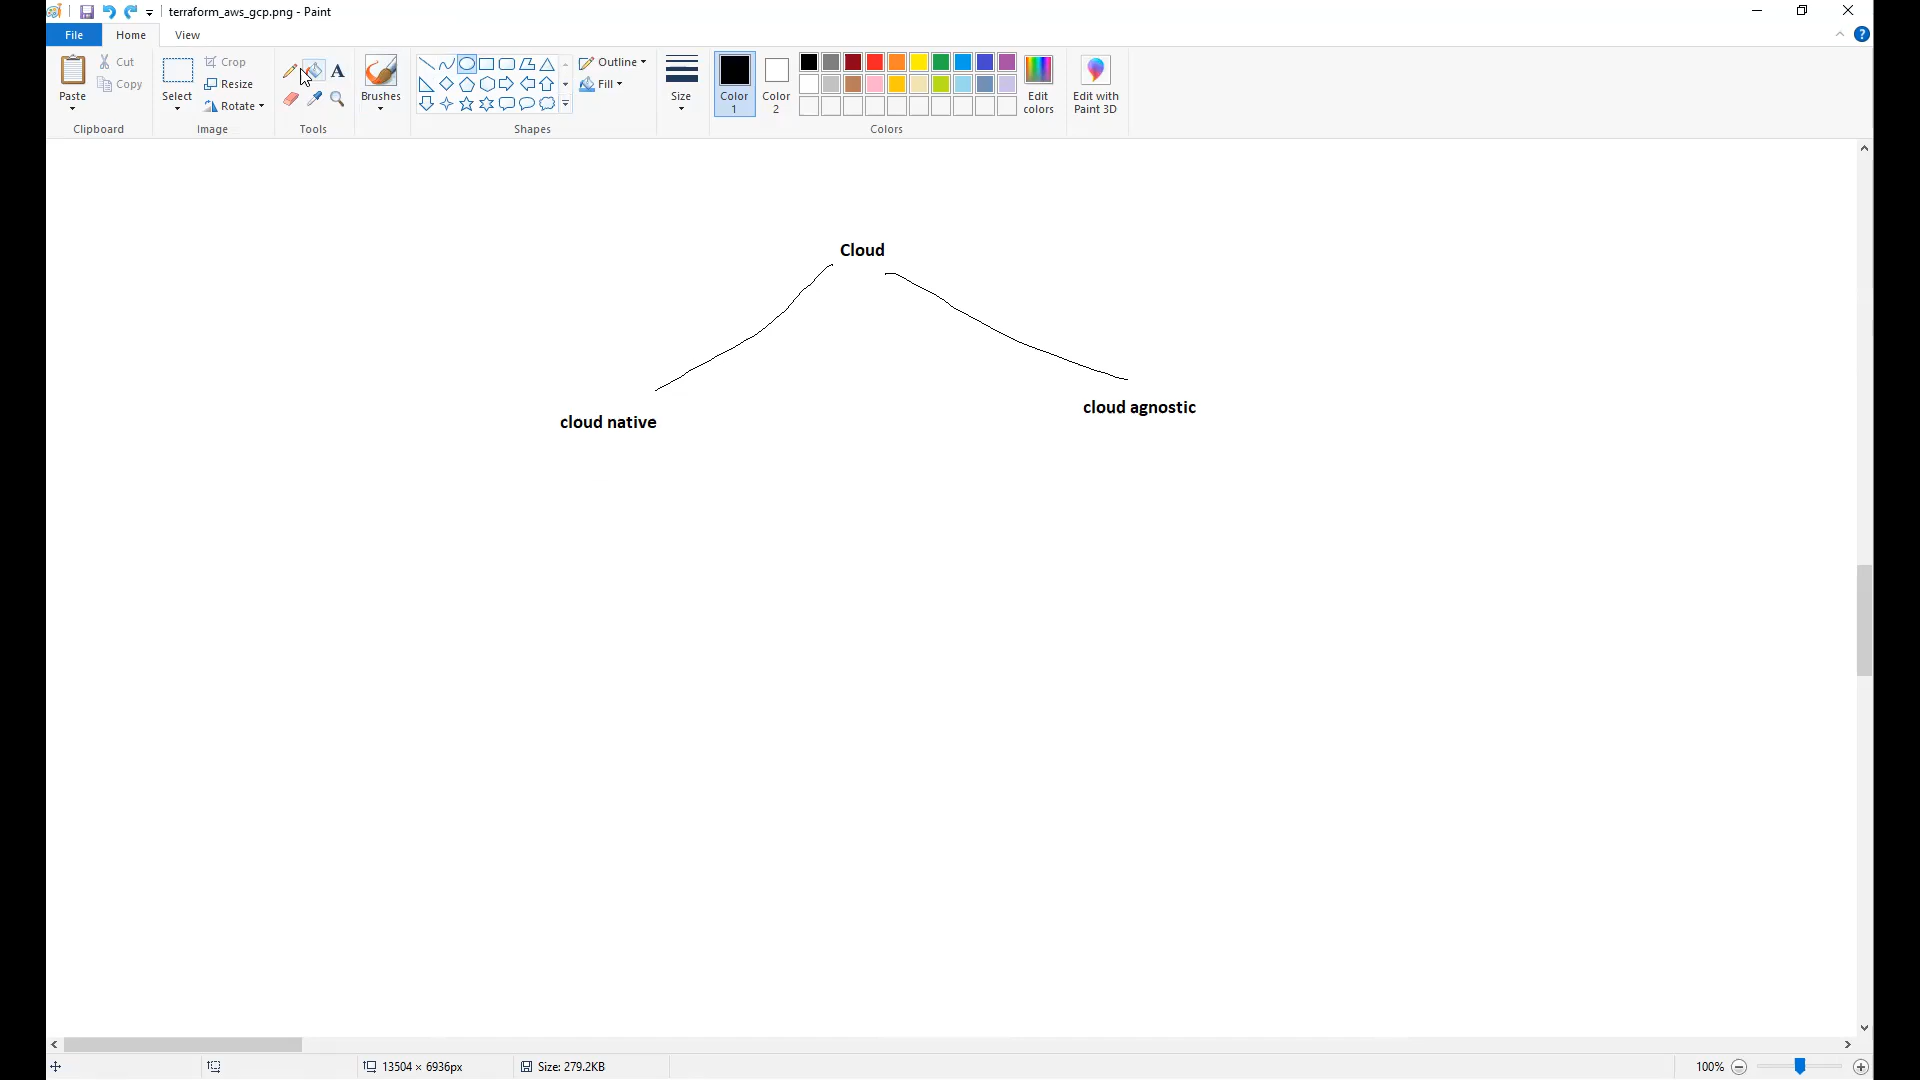 terraform_aws_gcp.png - Paint
File Home View
Paste
Cut
Copy
Clipboard
Select
Crop
Resize
Rotate
Image
A
Tools
Brushes
Shapes
Outline
Fill
Size
Color 1
Color 2
Edit colors
Colors
Edit with Paint 3D
Cloud
cloud native
cloud agnostic
13504 × 6936px
Size: 279.2KB
100%